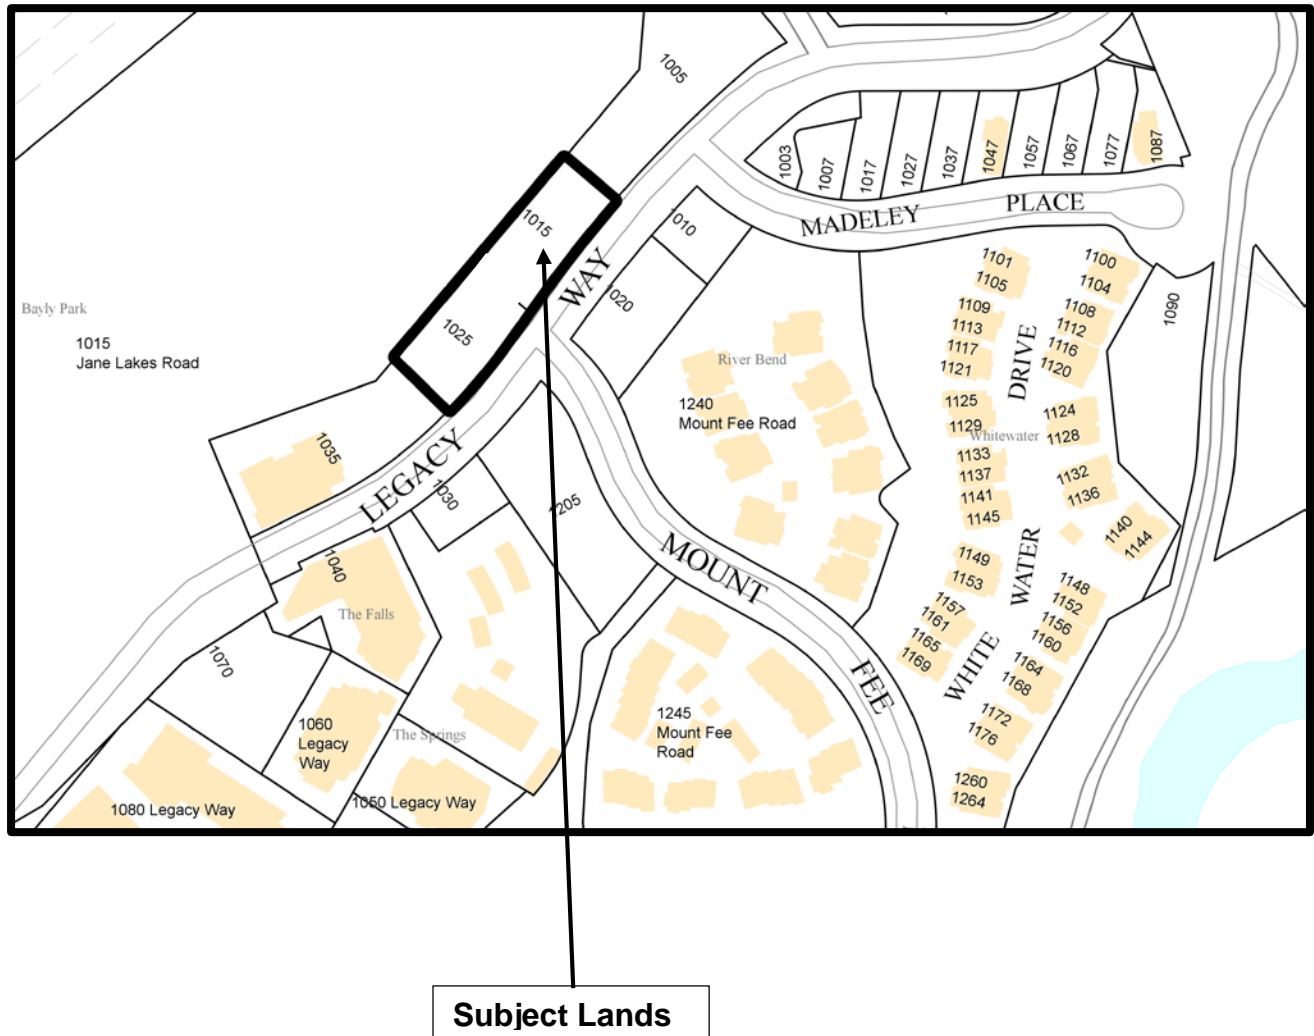 1005
1003
1007
1017
1027
1037
1047
1057
1067
1077
1087
MADELEY PLACE
1015
1010
1020
WAY
1025
Bayly Park
1015
Jane Lakes Road
1101
1105
1109
1113
1117
1121
1125
1129
1133
1137
1141
1145
1149
1153
1157
1161
1165
1169
1100
1104
1108
1112
1116
1120
1124
1128
1132
1136
1140
1144
1148
1152
1156
1160
1164
1168
1172
1176
1260
1264
1090
DRIVE
Whitewater
WATER
WHITE
River Bend
1240
Mount Fee Road
1035
LEGACY
1030
1205
MOUNT
FEE
1040
The Falls
1070
1060
Legacy
Way
The Springs
1245
Mount Fee
Road
1080 Legacy Way
1050 Legacy Way
Subject Lands